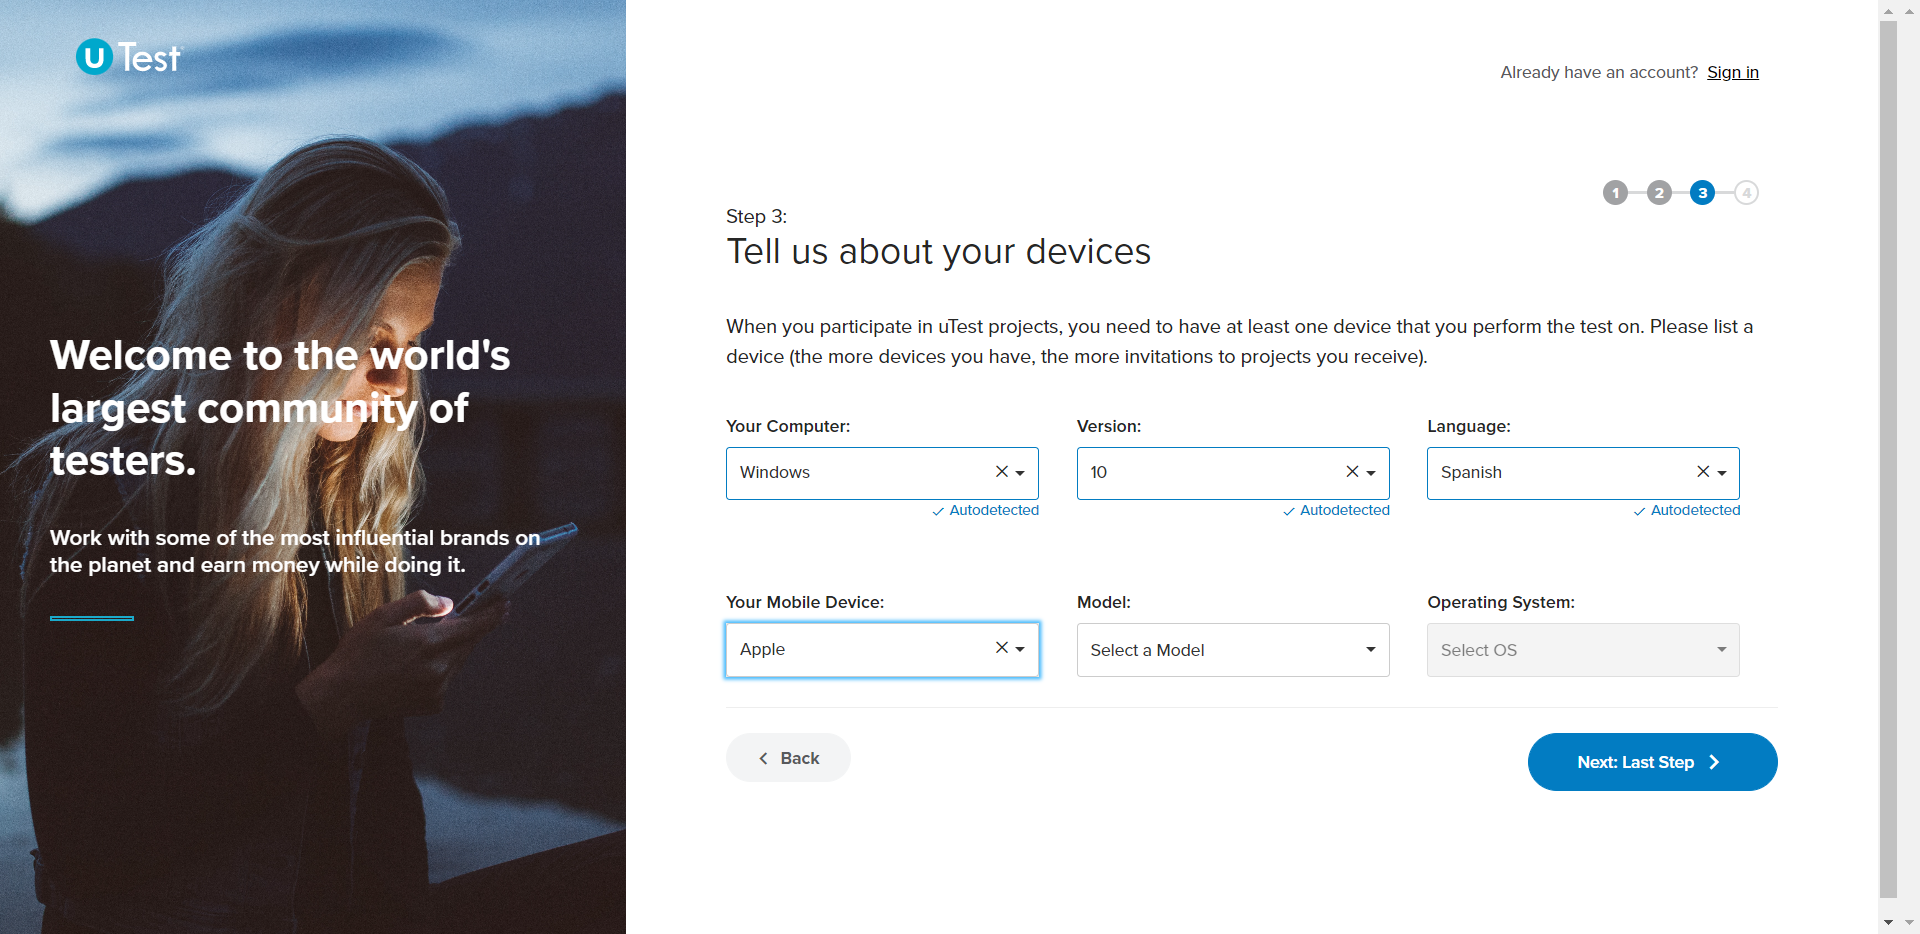 U Test
Already have an account? Sign in
1 2 3 4
Step 3:
Tell us about your devices
Welcome to the world's
largest community of
testers.
Work with some of the most influential brands on
the planet and earn money while doing it.
When you participate in uTest projects, you need to have at least one device that you perform the test on. Please list a
device (the more devices you have, the more invitations to projects you receive).
Your Computer: Version: Language:
Windows 10 Spanish
Autodetected Autodetected Autodetected
Your Mobile Device: Model: Operating System:
Apple Select a Model Select OS
Back Next: Last Step